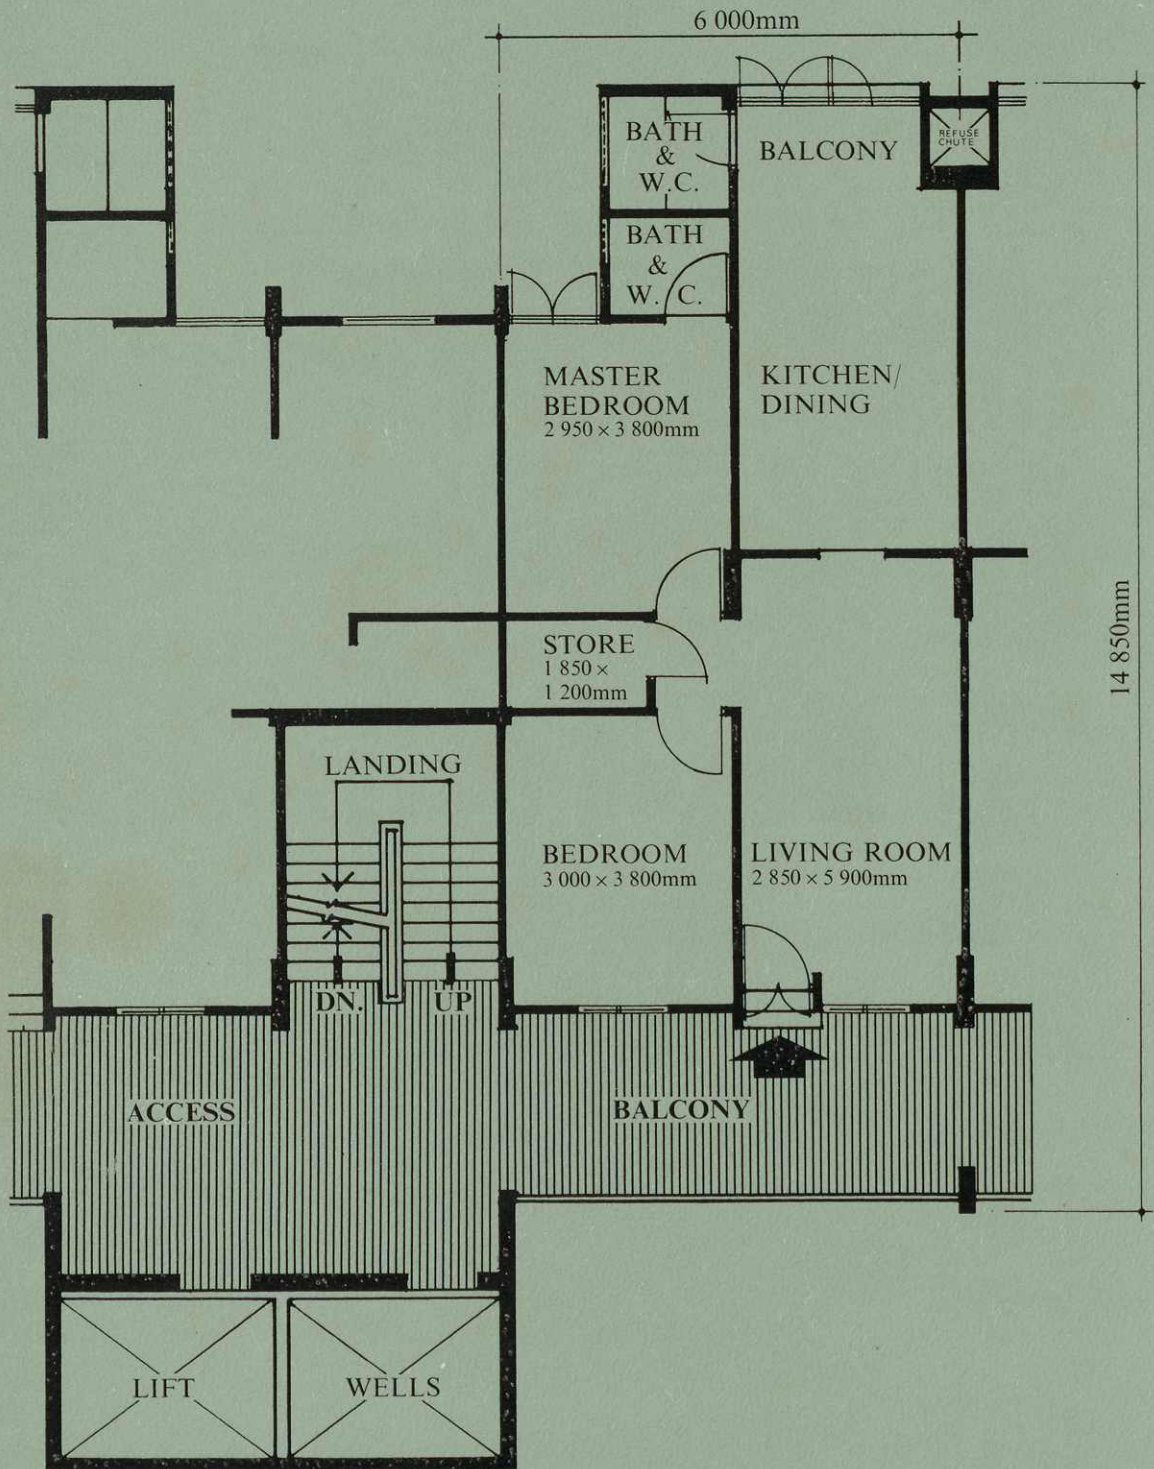 6 000mm
BATH
&
W.C.
BALCONY
REFUSE
CHUTE
BATH
&
W. C.
MASTER
BEDROOM
2 950 × 3 800mm
KITCHEN/
DINING
14 850mm
STORE
1 850 ×
1 200mm
LANDING
BEDROOM
3 000 × 3 800mm
LIVING ROOM
2 850 × 5 900mm
DN.
UP
ACCESS
BALCONY
LIFT
WELLS